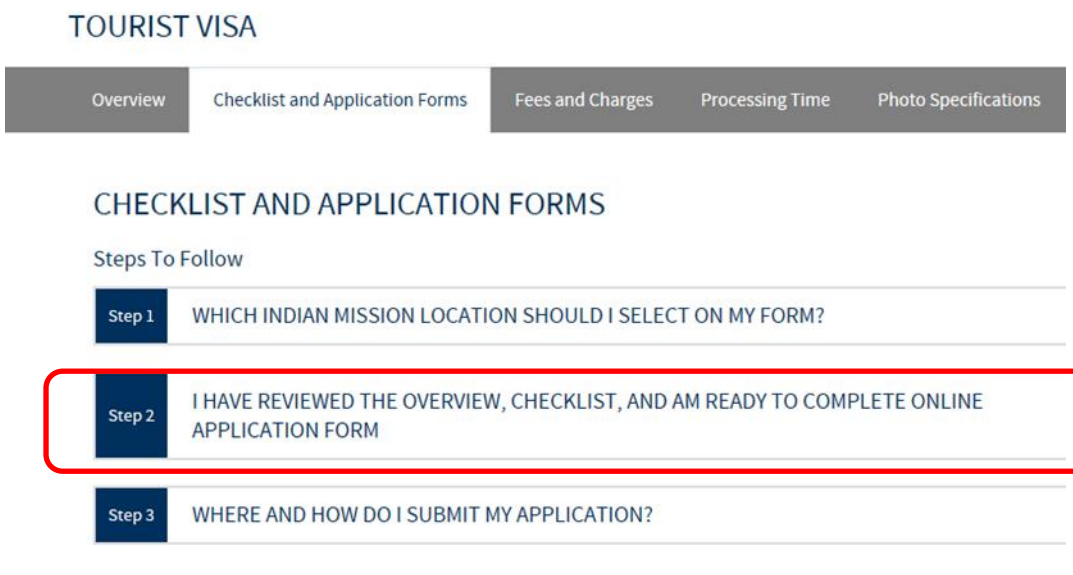 TOURIST VISA
Overview Checklist and Application Forms Fees and Charges Processing Time Photo Specifications
CHECKLIST AND APPLICATION FORMS
Steps To Follow
Step 1 WHICH INDIAN MISSION LOCATION SHOULD I SELECT ON MY FORM?
Step 2 I HAVE REVIEWED THE OVERVIEW, CHECKLIST, AND AM READY TO COMPLETE ONLINE
APPLICATION FORM
Step 3 WHERE AND HOW DO I SUBMIT MY APPLICATION?